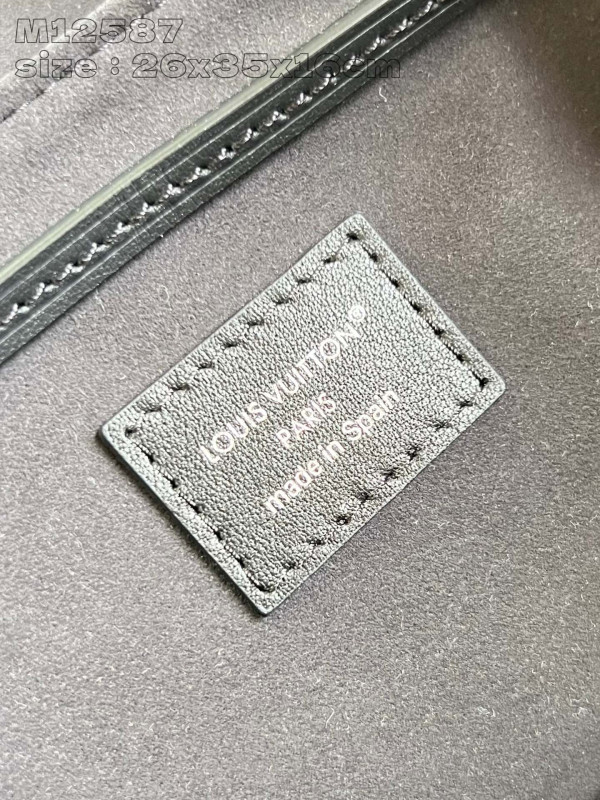 M12587
size : 26x35x16cm
LOUIS VUITTON®
PARIS
made in Spain